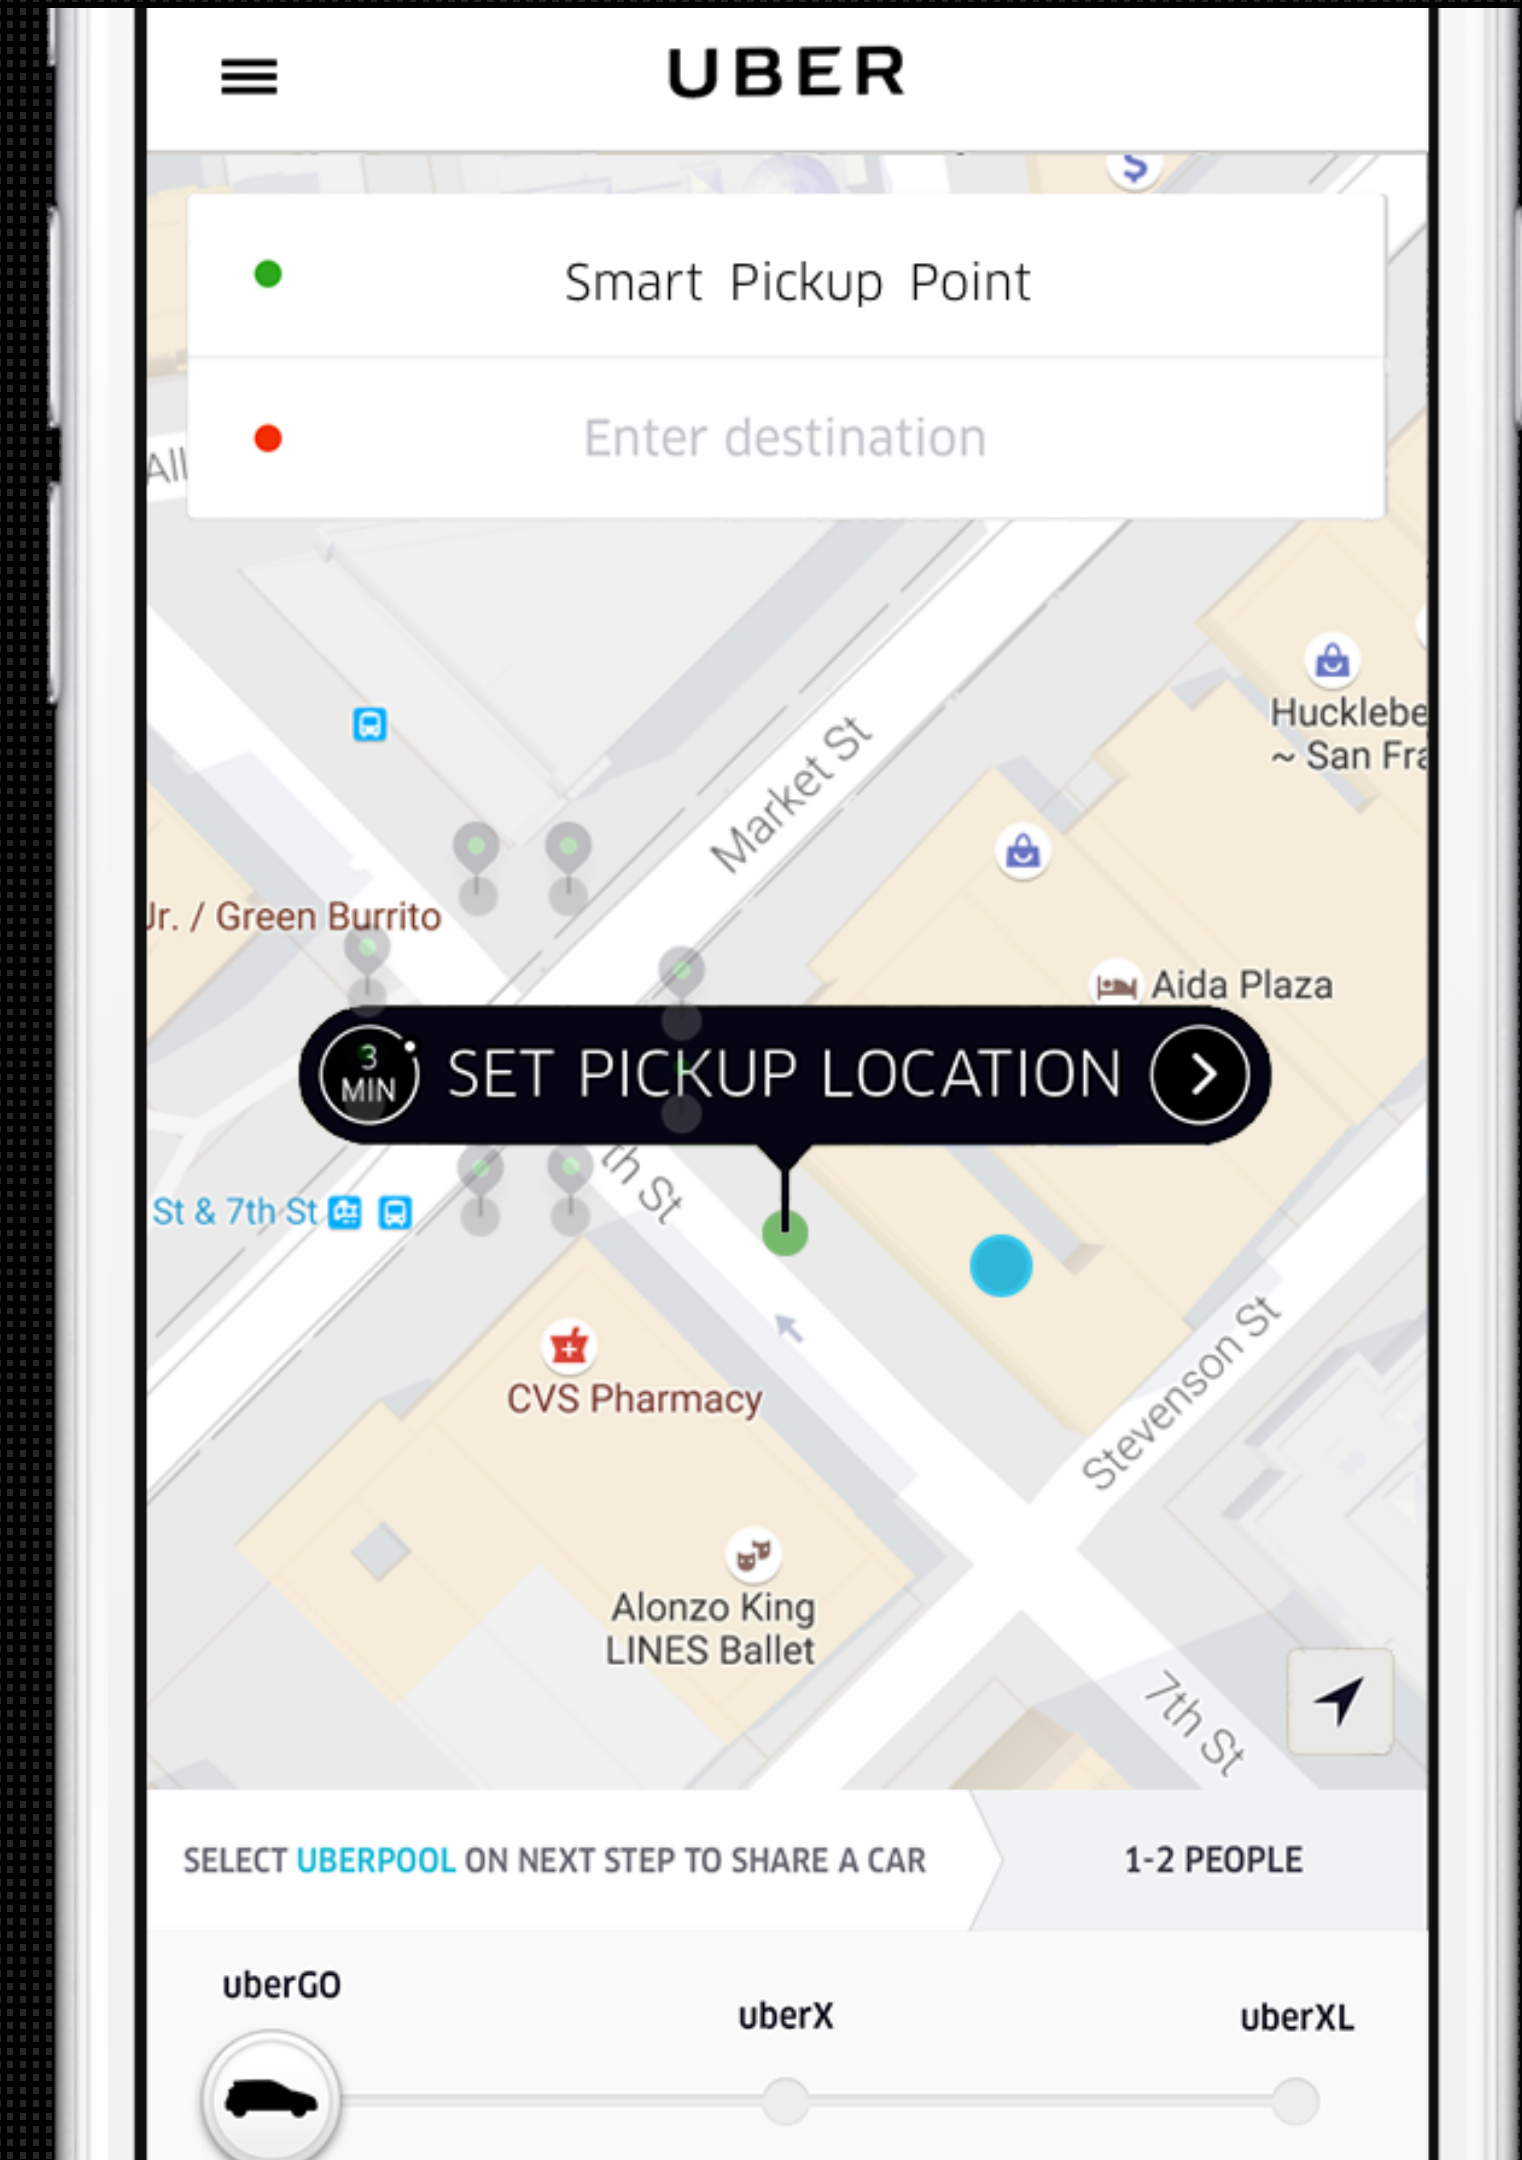 UBER
$
Smart Pickup Point
Enter destination
All
Market St
Hucklebe
~ San Fra
Jr. / Green Burrito
Aida Plaza
3
MIN
SET PICKUP LOCATION
th St
St & 7th St
CVS Pharmacy
Stevenson St
Alonzo King
LINES Ballet
7th St
SELECT UBERPOOL ON NEXT STEP TO SHARE A CAR
1-2 PEOPLE
uberGO
uberX
uberXL